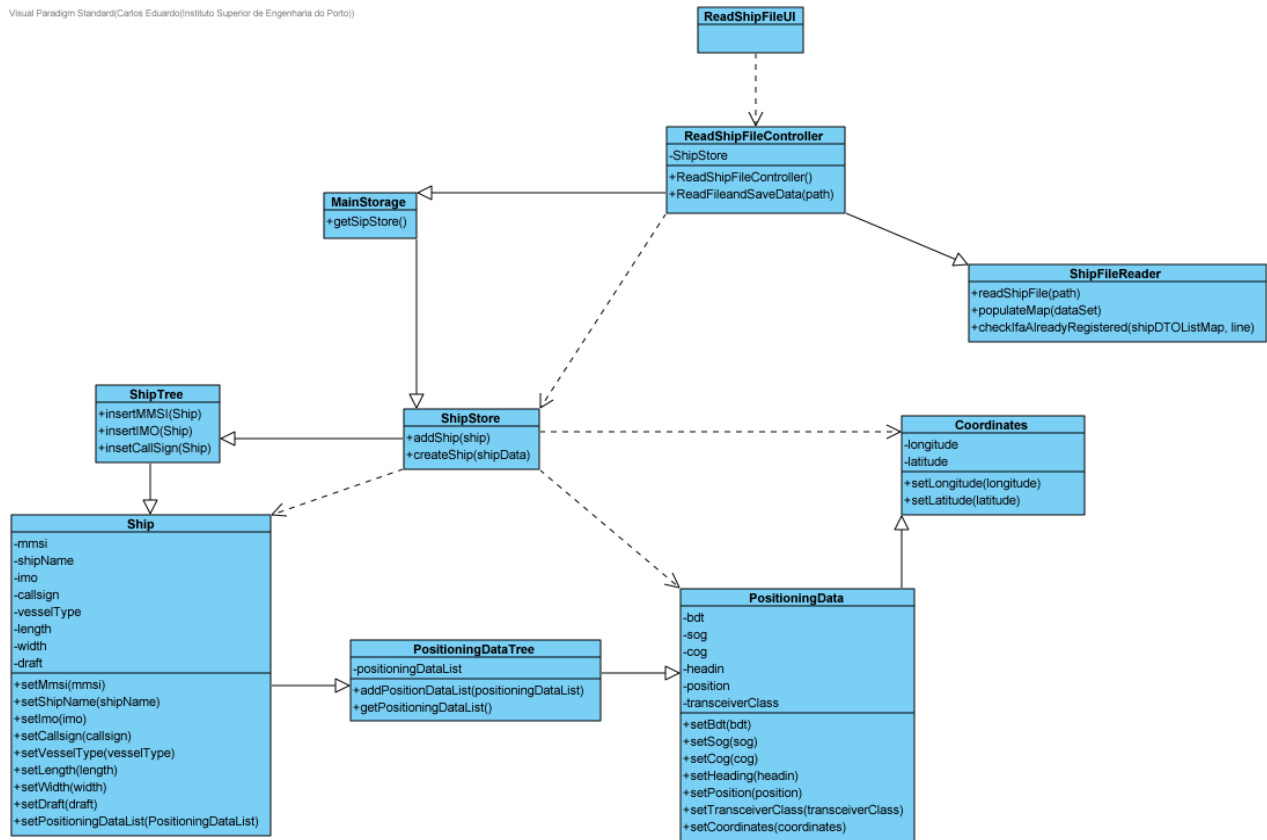 Visual Paradigm Standard(Carlos Eduardo(Instituto Superior de Engenharia do Porto))
ReadShipFileUI
ReadShipFileController
-ShipStore
+ReadShipFileController()
+ReadFileandSaveData(path)
MainStorage
+getSipStore()
ShipFileReader
+readShipFile(path)
+populateMap(dataSet)
+checkIfaAlreadyRegistered(shipDTOListMap, line)
ShipTree
+insertMMSI(Ship)
+insertIMO(Ship)
+insetCallSign(Ship)
ShipStore
+addShip(ship)
+createShip(shipData)
Coordinates
-longitude
-latitude
+setLongitude(longitude)
+setLatitude(latitude)
Ship
-mmsi
-shipName
-imo
-callsign
-vesselType
-length
-width
-draft
+setMmsi(mmsi)
+setShipName(shipName)
+setImo(imo)
+setCallsign(callsign)
+setVesselType(vesselType)
+setLength(length)
+setWidth(width)
+setDraft(draft)
+setPositioningDataList(PositioningDataList)
PositioningDataTree
-positioningDataList
+addPositionDataList(positioningDataList)
+getPositioningDataList()
PositioningData
-bdt
-sog
-cog
-headin
-position
-transceiverClass
+setBdt(bdt)
+setSog(sog)
+setCog(cog)
+setHeading(headin)
+setPosition(position)
+setTransceiverClass(transceiverClass)
+setCoordinates(coordinates)